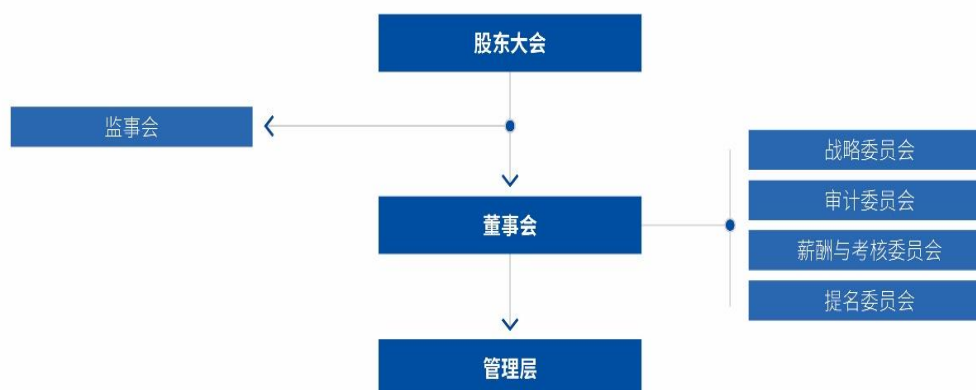 股东大会
监事会
董事会
战略委员会
审计委员会
薪酬与考核委员会
提名委员会
管理层